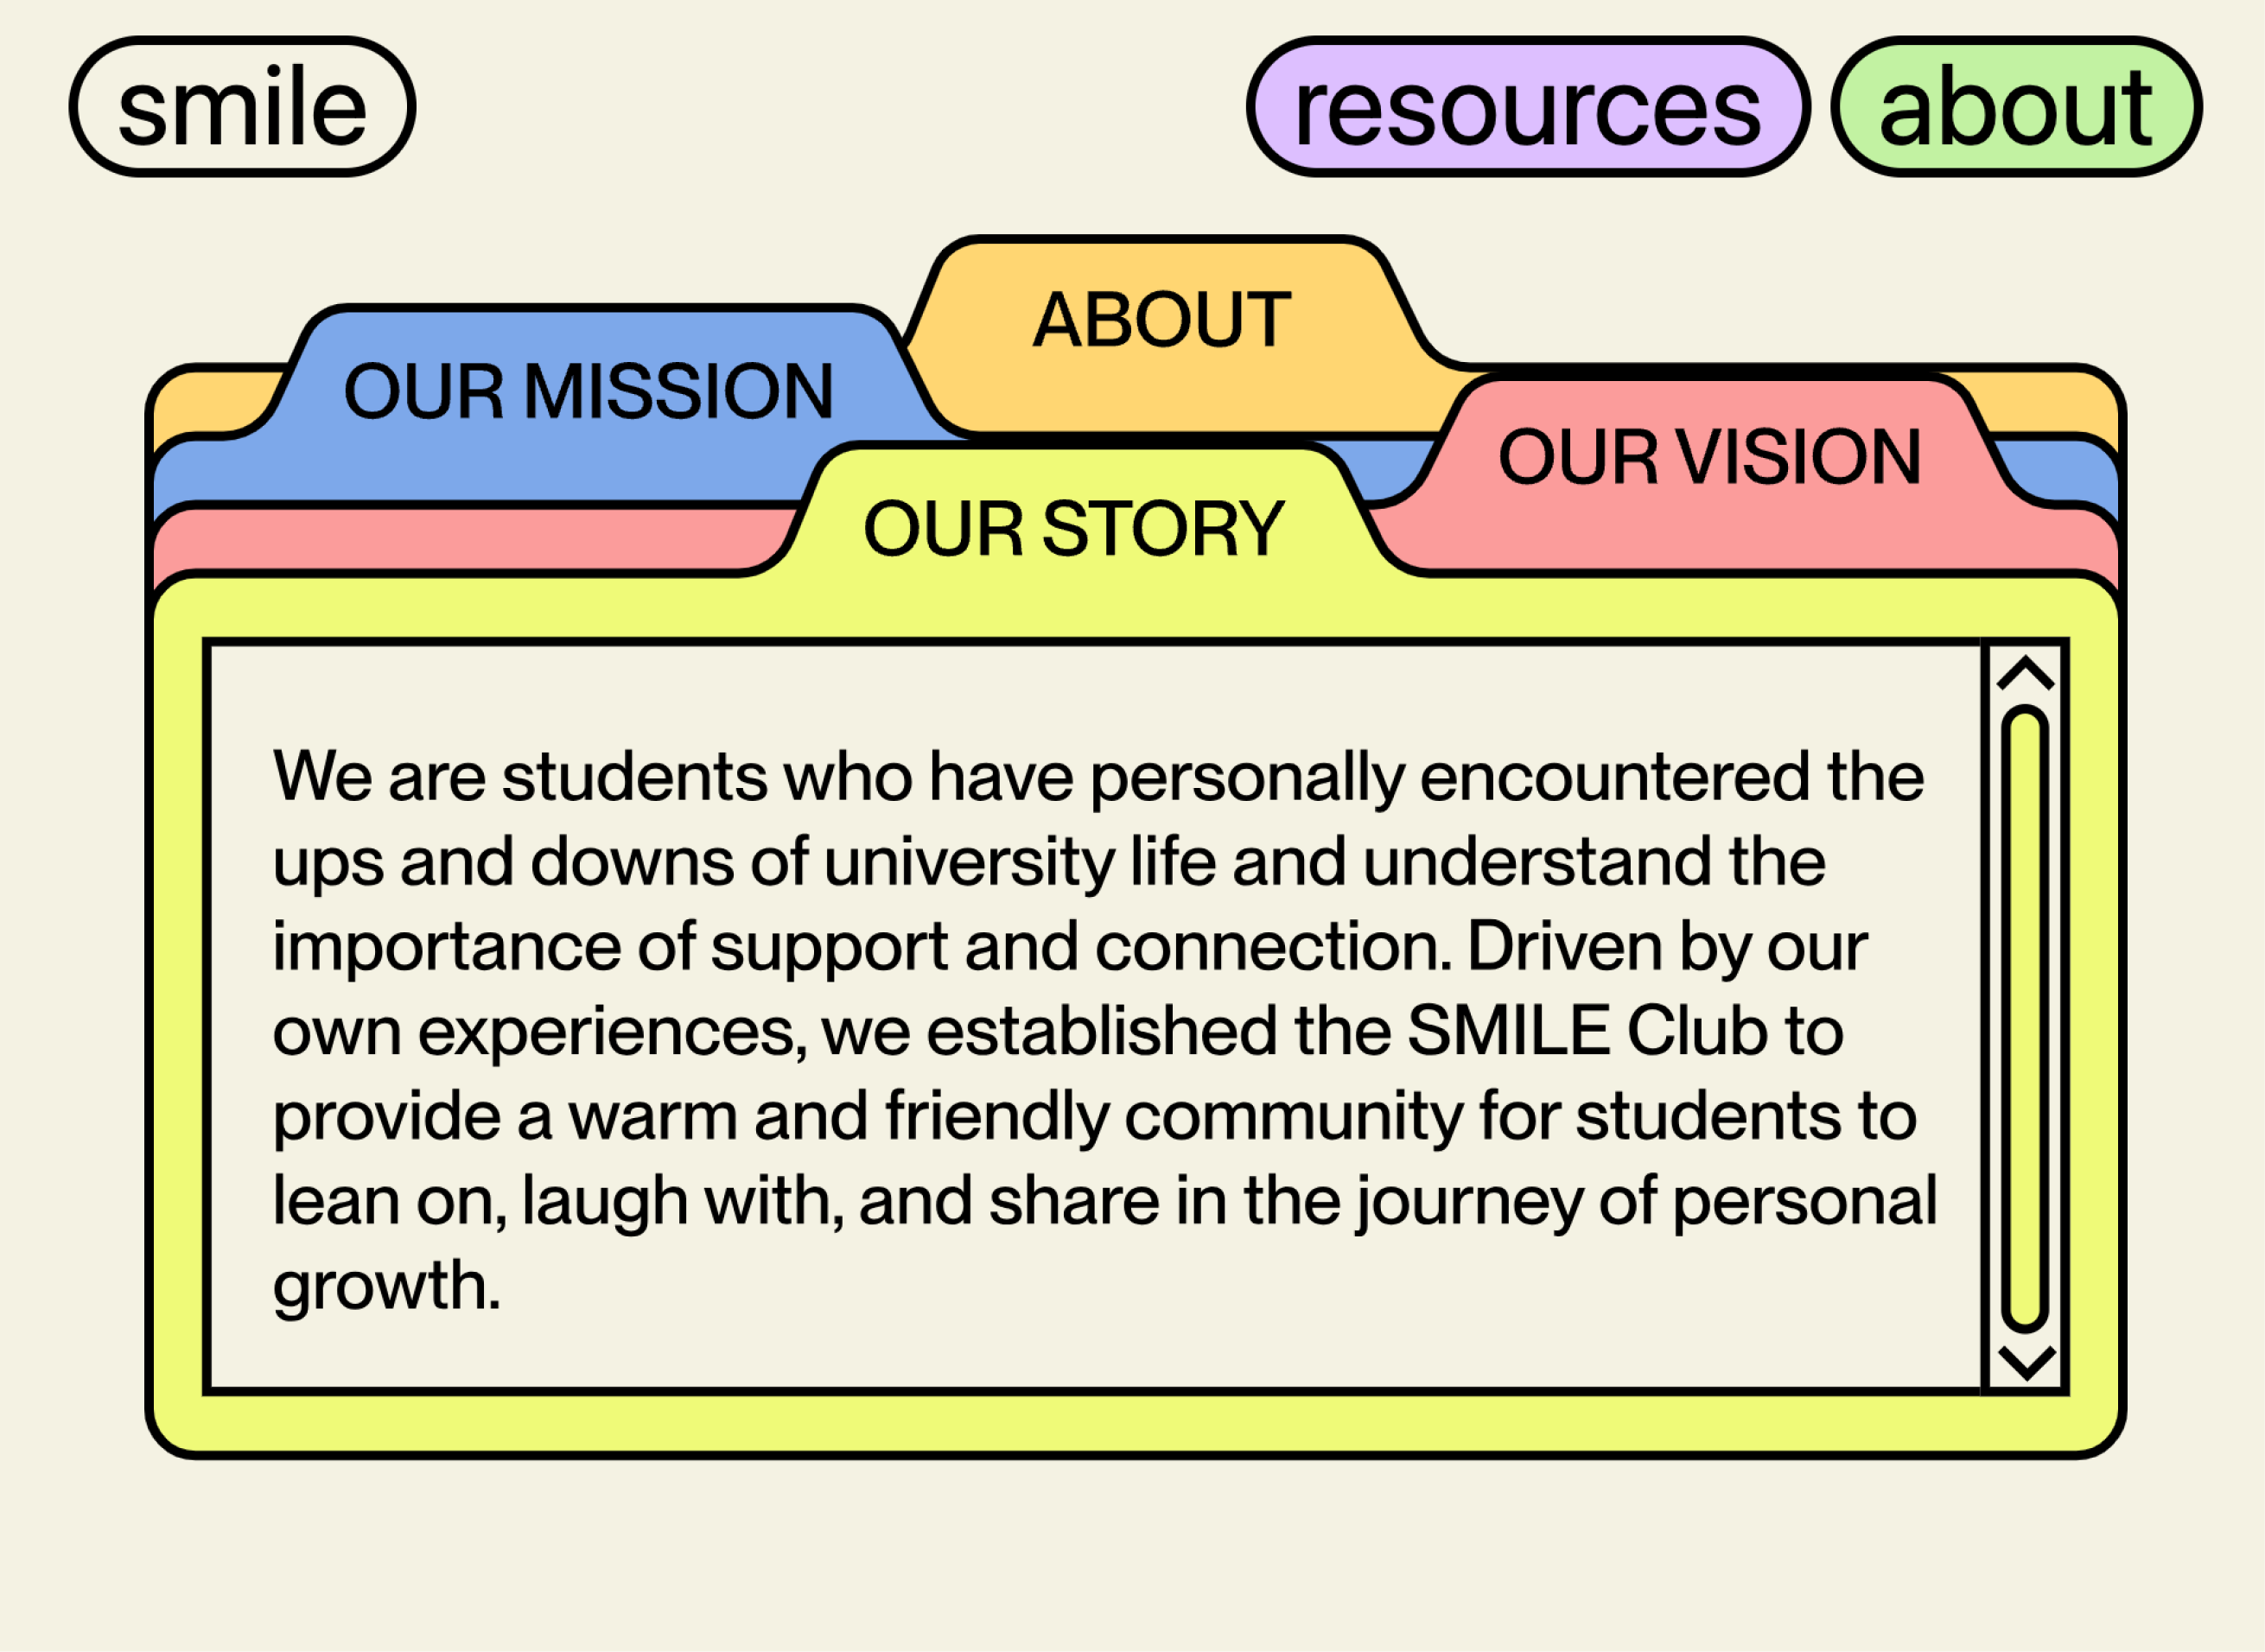 smile
resources
about
ABOUT
OUR MISSION
OUR VISION
OUR STORY
We are students who have personally encountered the
ups and downs of university life and understand the
importance of support and connection. Driven by our
own experiences, we established the SMILE Club to
provide a warm and friendly community for students to
lean on, laugh with, and share in the journey of personal
growth.